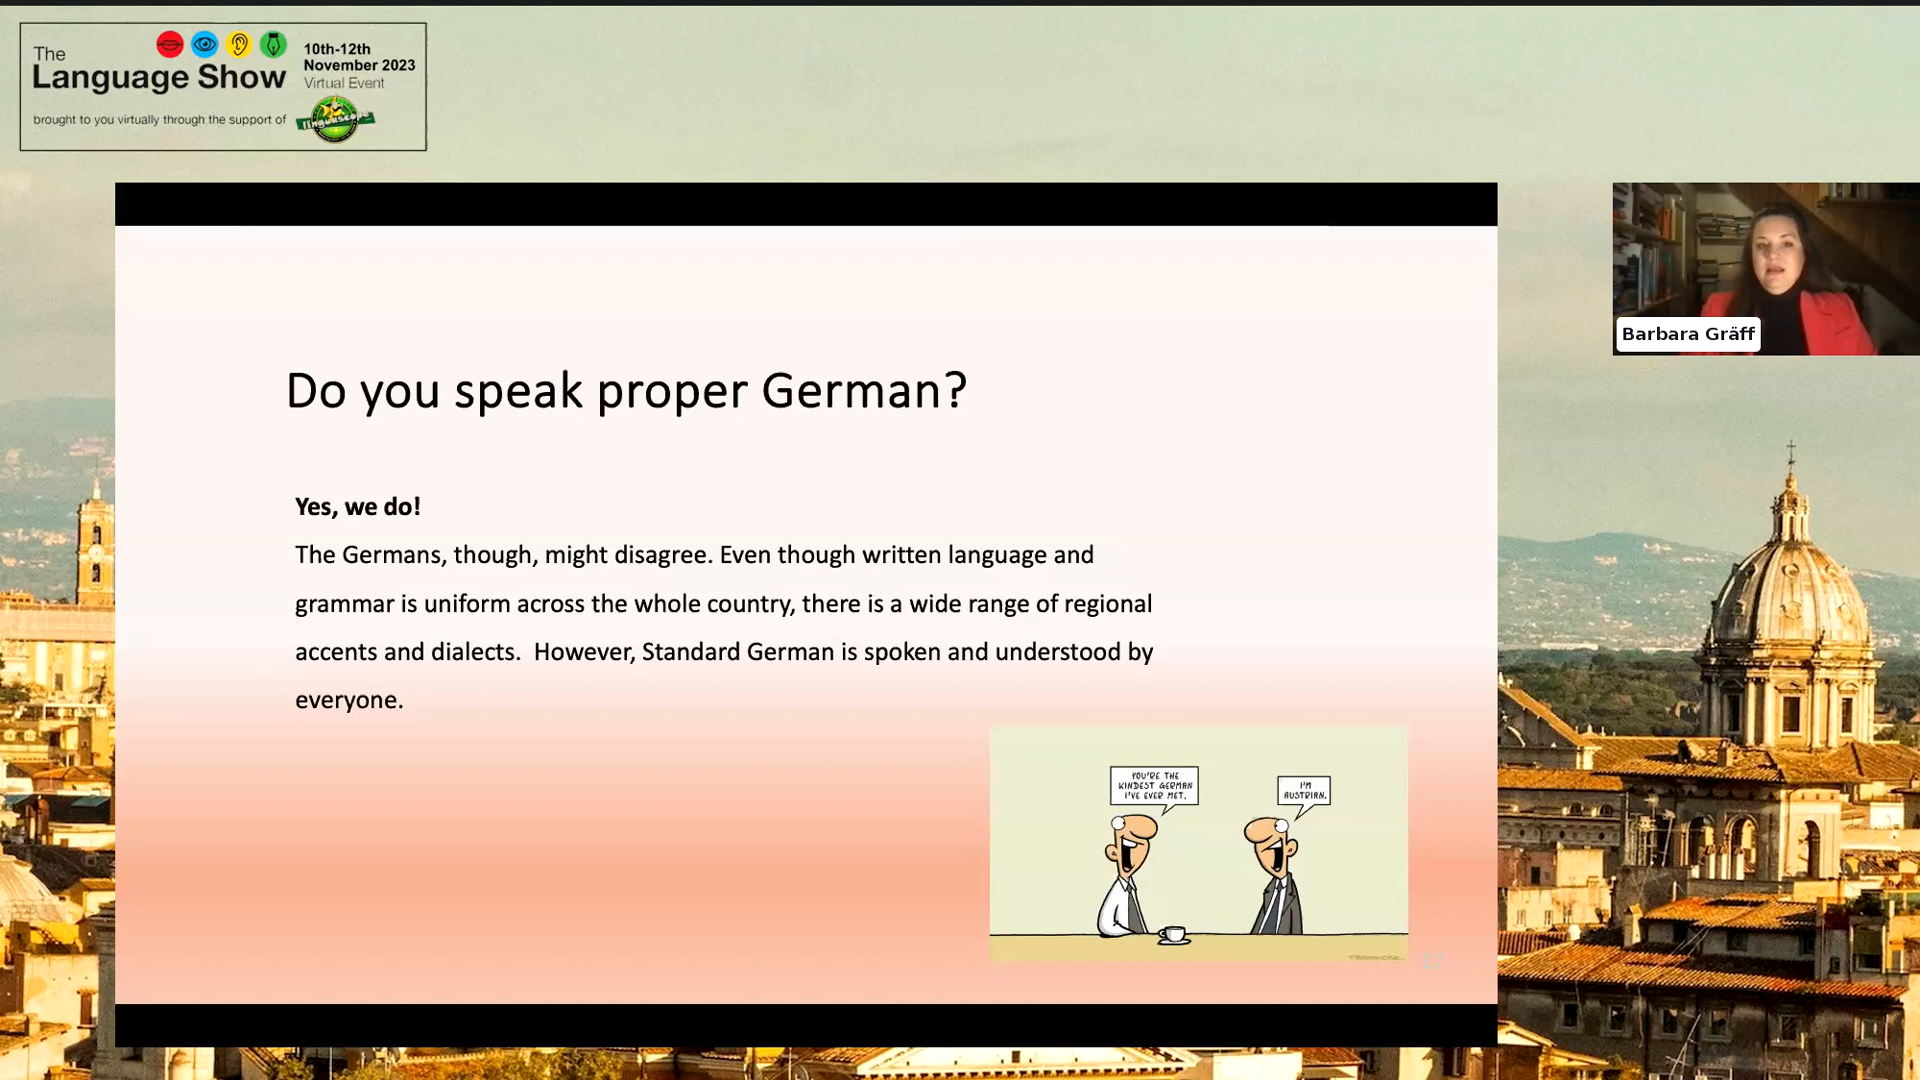 The
Language Show
10th-12th
November 2023
Virtual Event
brought to you virtually through the support of
linguascope
Barbara Gräff
Do you speak proper German?
Yes, we do!
The Germans, though, might disagree. Even though written language and
grammar is uniform across the whole country, there is a wide range of regional
accents and dialects.  However, Standard German is spoken and understood by
everyone.
YOU'RE THE
KINDEST GERMAN
I'VE EVER MET.
I'M
AUSTRIAN.
17